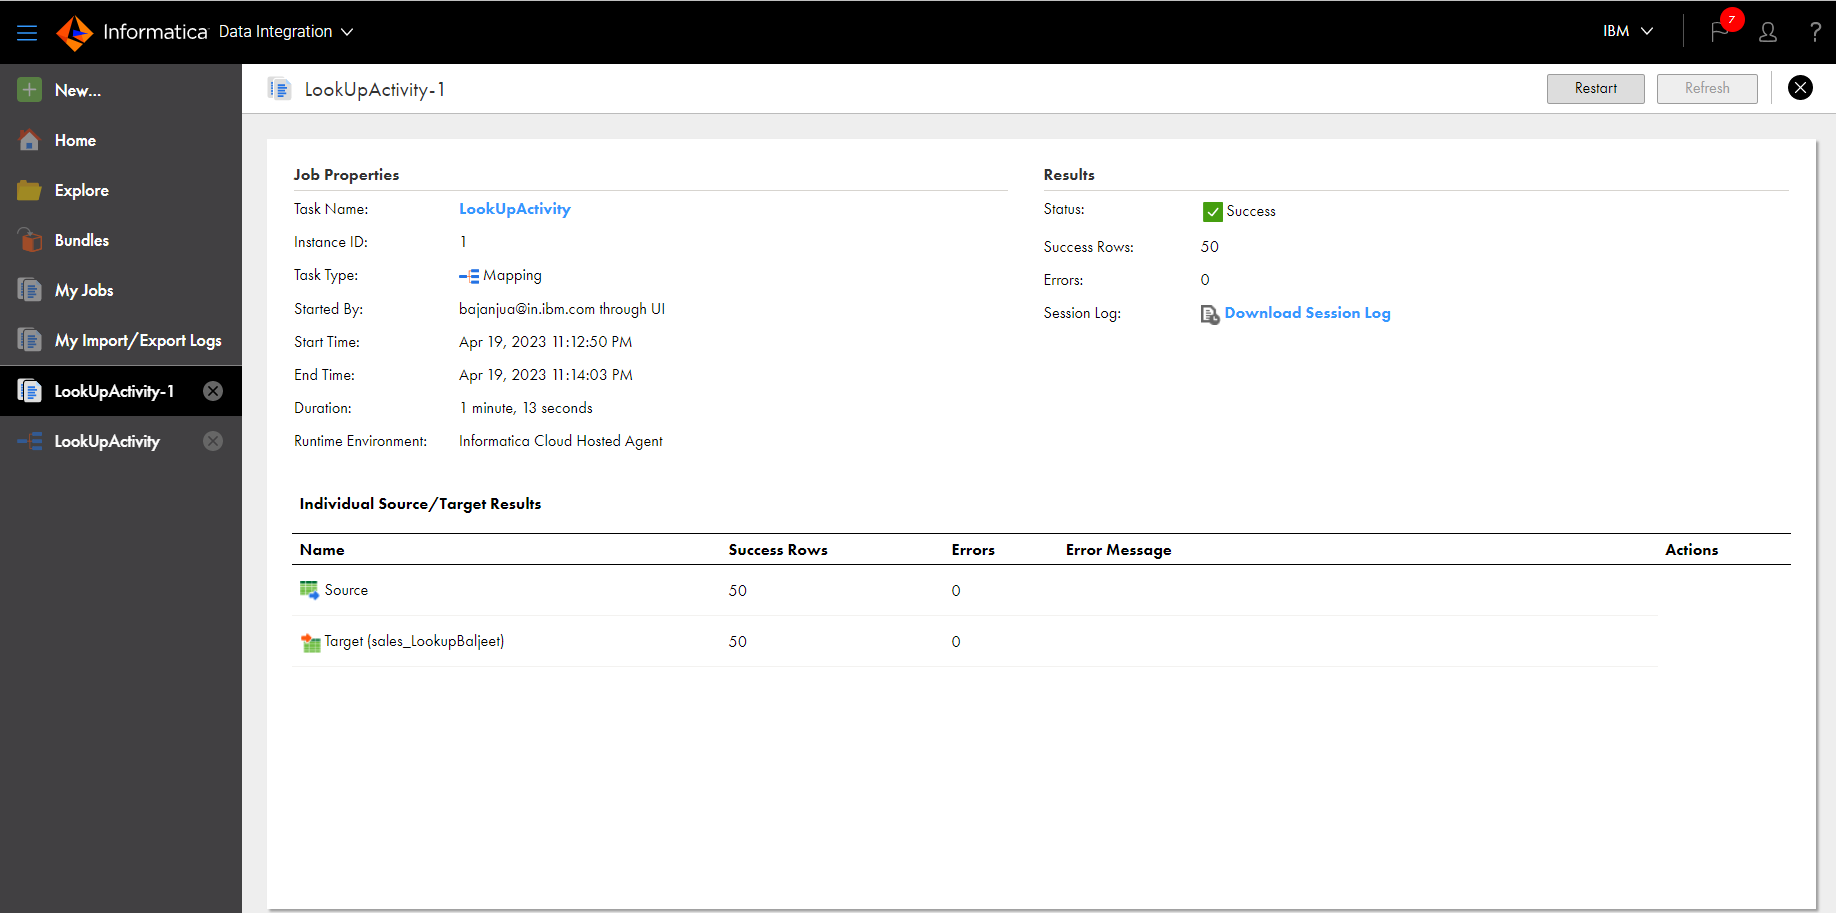 Informatica Data Integration
IBM
7
?
New...
Home
Explore
Bundles
My Jobs
My Import/Export Logs
LookUpActivity-1
LookUpActivity
LookUpActivity-1
Restart
Refresh
Job Properties
Task Name: LookUpActivity
Instance ID: 1
Task Type: Mapping
Started By: bajanjua@in.ibm.com through UI
Start Time: Apr 19, 2023 11:12:50 PM
End Time: Apr 19, 2023 11:14:03 PM
Duration: 1 minute, 13 seconds
Runtime Environment: Informatica Cloud Hosted Agent
Results
Status: Success
Success Rows: 50
Errors: 0
Session Log: Download Session Log
Individual Source/Target Results
Name Success Rows Errors Error Message Actions
Source 50 0
Target (sales_LookupBaljeet) 50 0